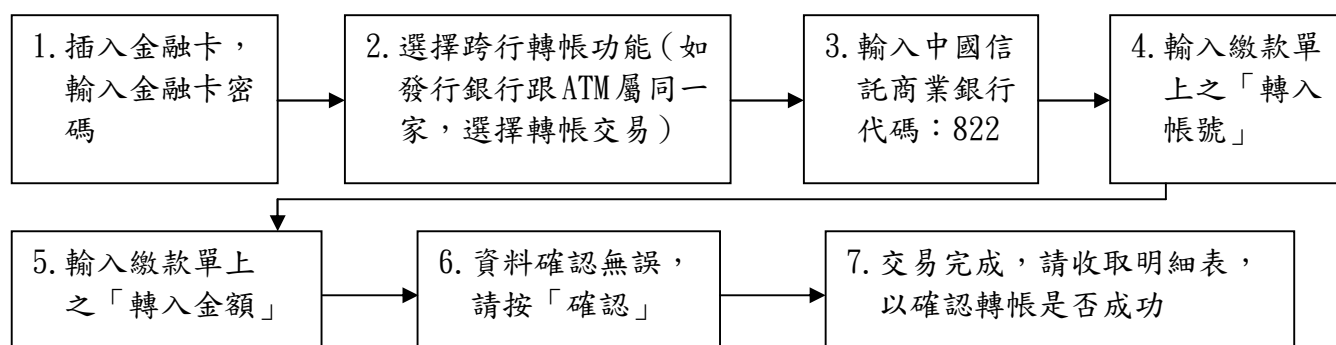 1.插入金融卡，
輸入金融卡密
碼
2.選擇跨行轉帳功能(如
發行銀行跟ATM屬同一
家，選擇轉帳交易)
3.輸入中國信
託商業銀行
代碼：822
4.輸入繳款單
上之「轉入
帳號」
5.輸入繳款單上
之「轉入金額」
6.資料確認無誤，
請按「確認」
7.交易完成，請收取明細表，
以確認轉帳是否成功